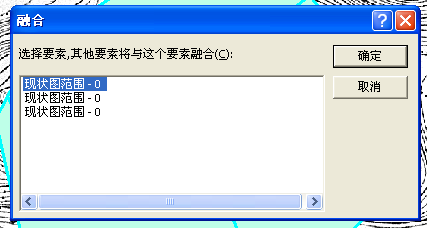 融合
选择要素,其他要素将与这个要素融合(C):
确定
现状图范围 - 0
现状图范围 - 0
现状图范围 - 0
取消